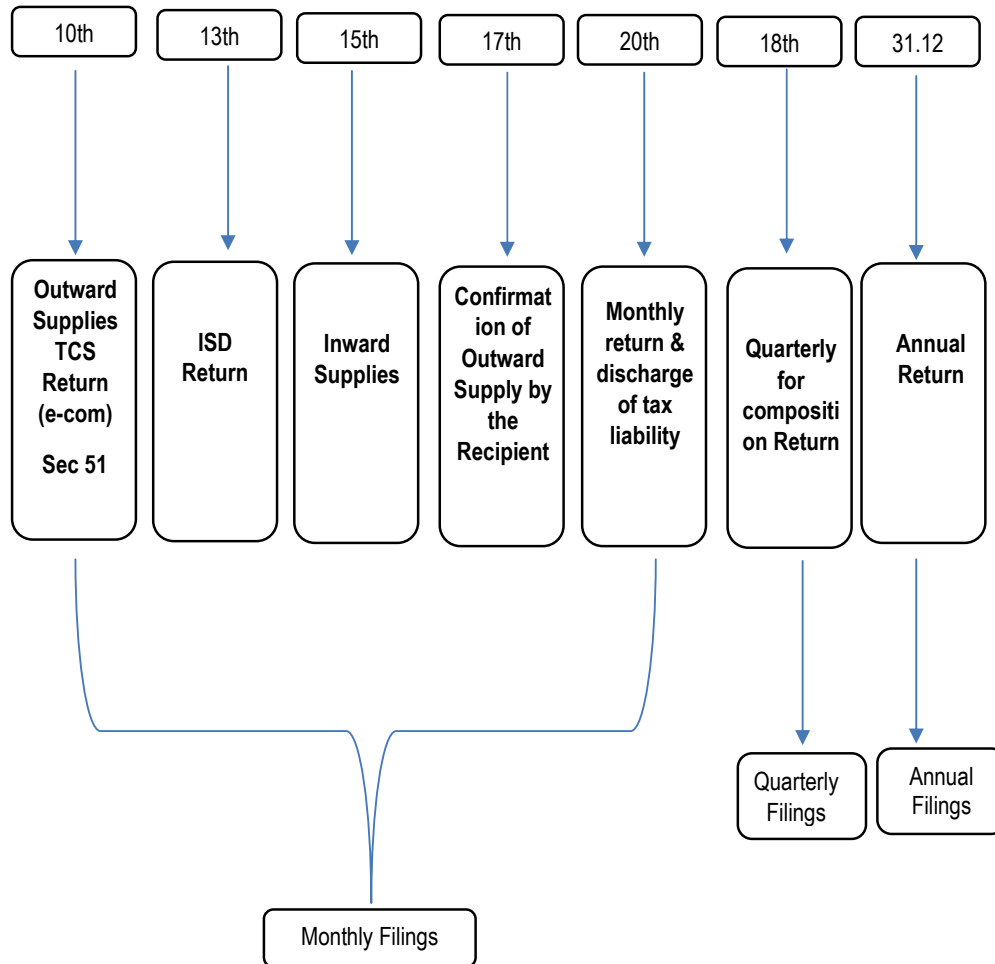 10th
13th
15th
17th
20th
18th
31.12
Outward
Supplies
TCS
Return
(e-com)
Sec 51
ISD
Return
Inward
Supplies
Confirmat
ion of
Outward
Supply by
the
Recipient
Monthly
return &
discharge
of tax
liability
Quarterly
for
compositi
on Return
Annual
Return
Quarterly
Filings
Annual
Filings
Monthly Filings